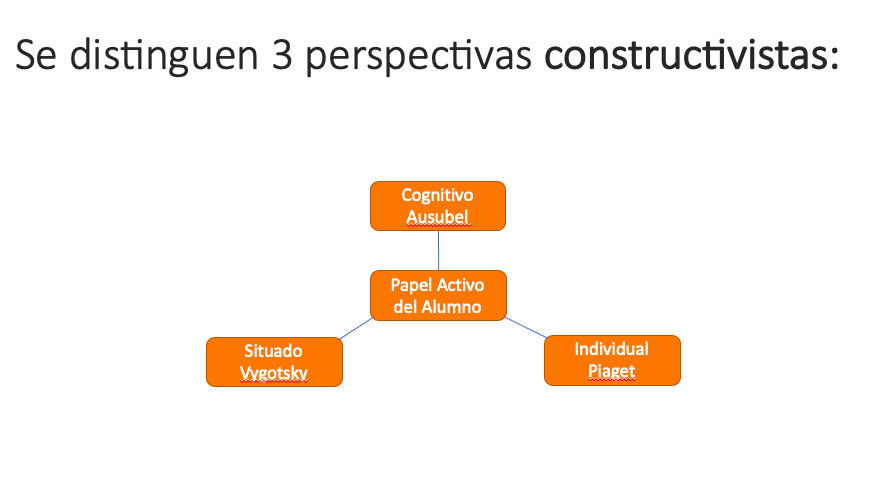 Se distinguen 3 perspectivas constructivistas:
Cognitivo
Ausubel
Papel Activo
del Alumno
Situado
Vygotsky
Individual
Piaget